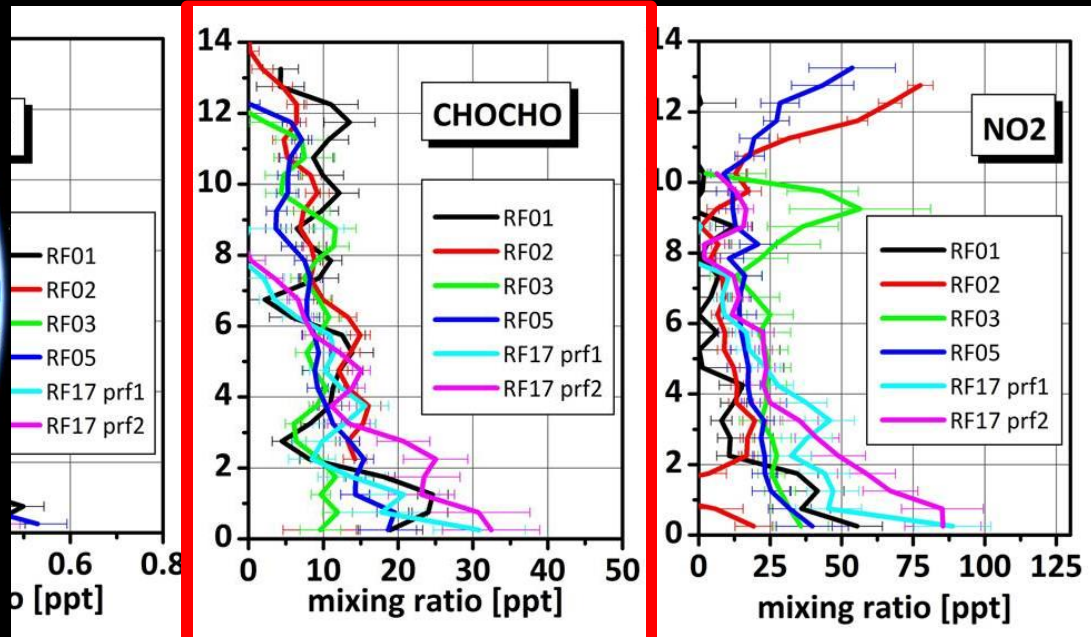 RF01
RF02
RF03
RF05
RF17 prf1
RF17 prf2
0.6
0.8
o [ppt]
14
12
10
8
6
4
2
0
CHOCHO
RF01
RF02
RF03
RF05
RF17 prf1
RF17 prf2
0
10
20
30
40
50
mixing ratio [ppt]
14
12
10
8
6
4
2
0
NO2
RF01
RF02
RF03
RF05
RF17 prf1
RF17 prf2
0
25
50
75
100
125
mixing ratio [ppt]